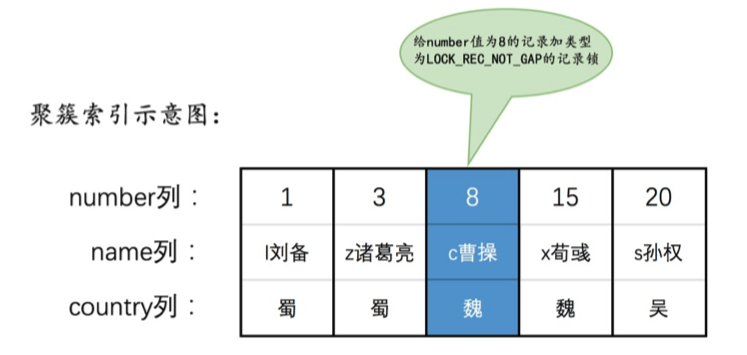 给number值为8的记录加类型
为LOCK_REC_NOT_GAP的记录锁
聚簇索引示意图：
number列： 1 3 8 15 20
name列： l刘备 z诸葛亮 c曹操 x荀彧 s孙权
country列： 蜀 蜀 魏 魏 吴